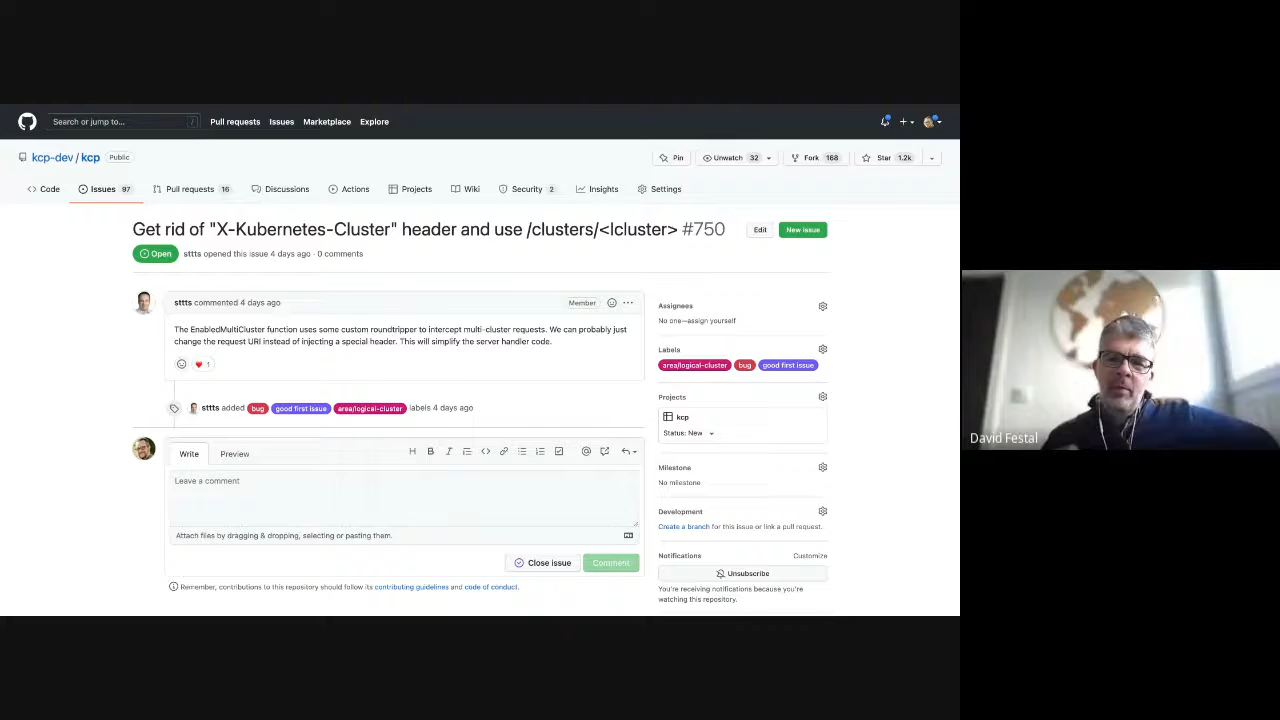 Search or jump to...
/
Pull requests
Issues
Marketplace
Explore
kcp-dev / kcp
Public
Pin
Unwatch 32
Fork 168
Star 1.2k
Code
Issues 97
Pull requests 16
Discussions
Actions
Projects
Wiki
Security 2
Insights
Settings
Get rid of "X-Kubernetes-Cluster" header and use /clusters/<lcluster> #750
Edit
New issue
Open
sttts opened this issue 4 days ago · 0 comments
sttts commented 4 days ago
Member
The EnabledMultiCluster function uses some custom roundtripper to intercept multi-cluster requests. We can probably just
change the request URI instead of injecting a special header. This will simplify the server handler code.
1
sttts added bug good first issue area/logical-cluster labels 4 days ago
Write
Preview
Leave a comment
Attach files by dragging & dropping, selecting or pasting them.
Close issue
Comment
Remember, contributions to this repository should follow its contributing guidelines and code of conduct.
Assignees
No one—assign yourself
Labels
area/logical-cluster bug good first issue
Projects
kcp
Status: New
Milestone
No milestone
Development
Create a branch for this issue or link a pull request.
Notifications
Customize
Unsubscribe
You're receiving notifications because you're
watching this repository.
David Festal